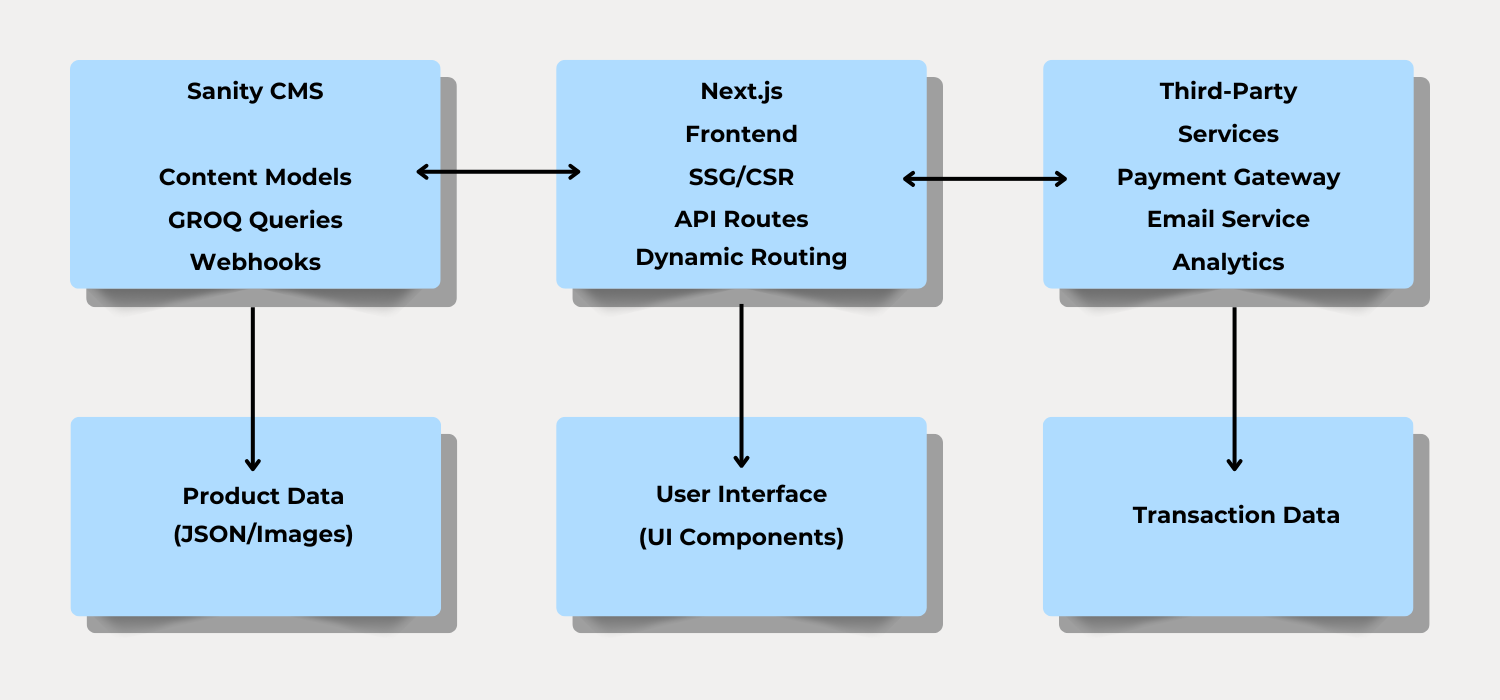 Sanity CMS
Content Models
GROQ Queries
Webhooks
Next.js
Frontend
SSG/CSR
API Routes
Dynamic Routing
Third-Party
Services
Payment Gateway
Email Service
Analytics
Product Data
(JSON/Images)
User Interface
(UI Components)
Transaction Data